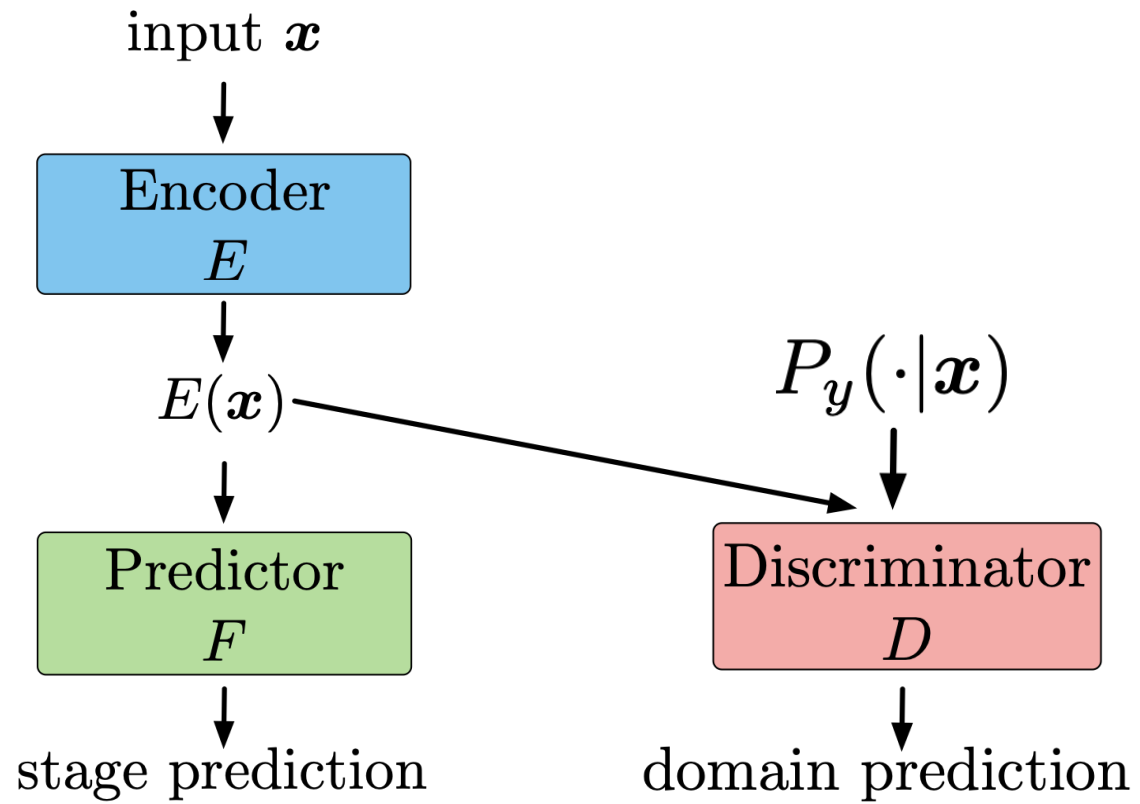 input x
Encoder
E
E(x)
P_y(·|x)
Predictor
F
Discriminator
D
stage prediction
domain prediction